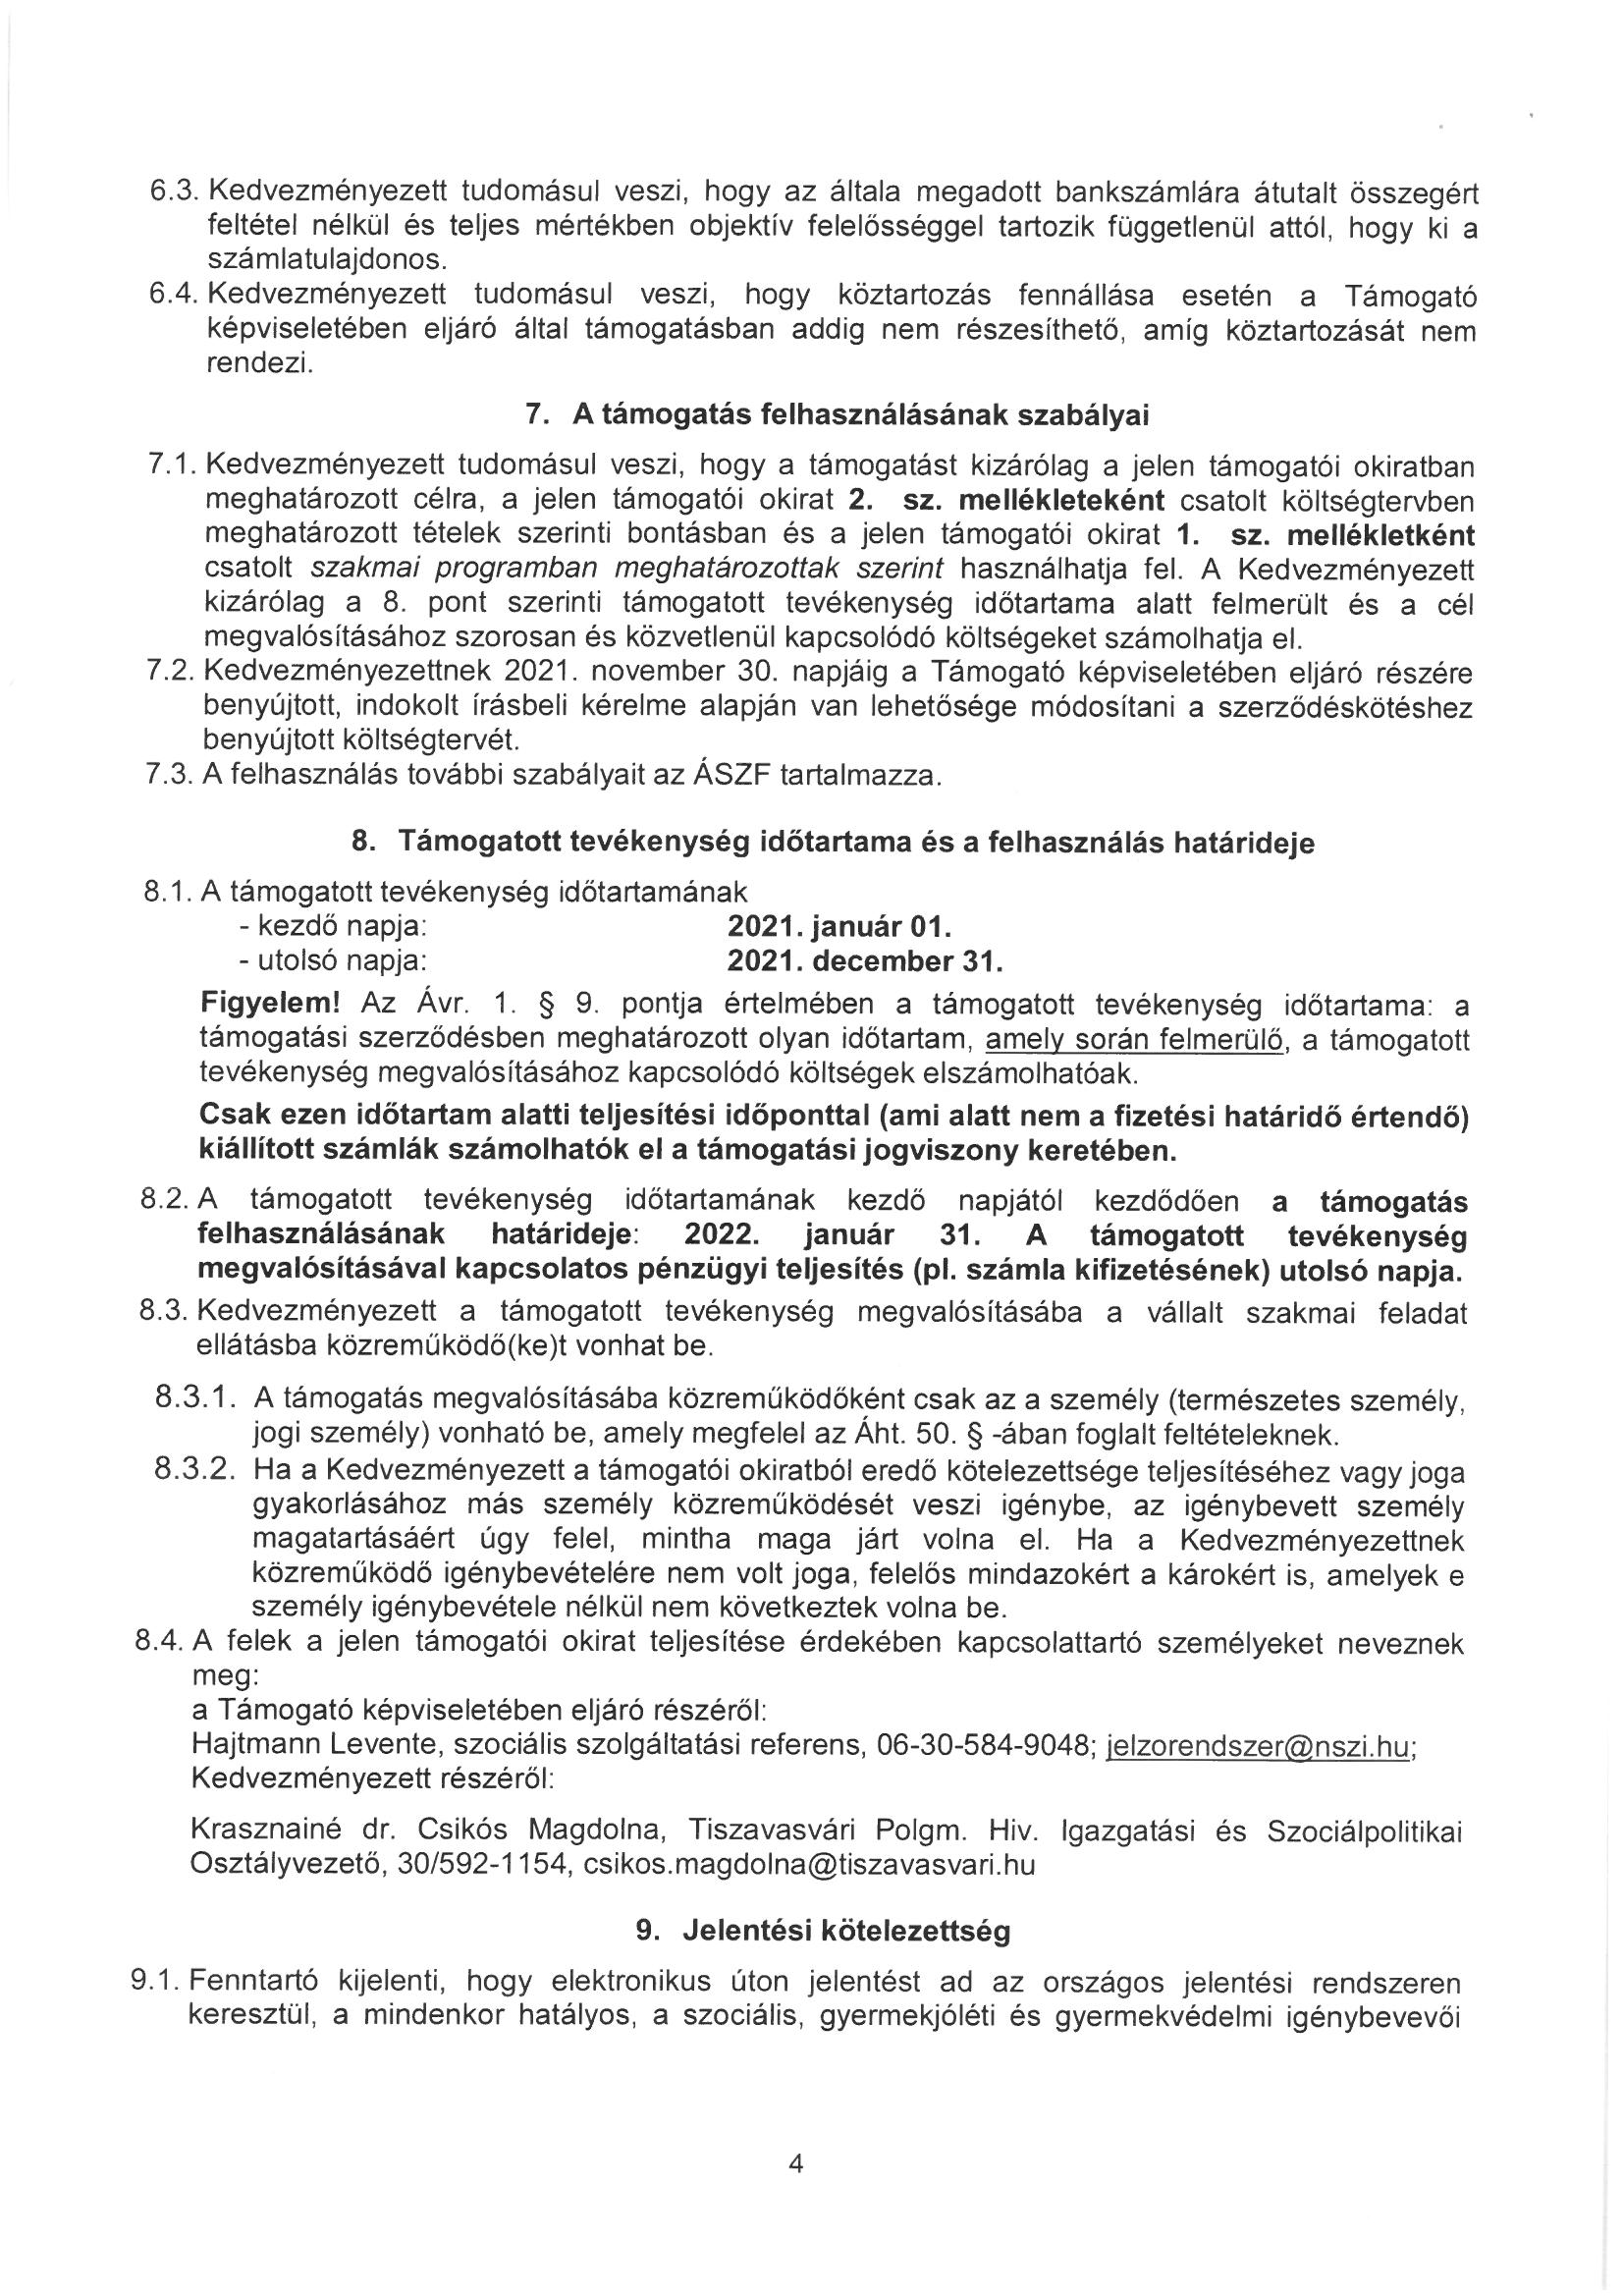 6.3. Kedvezményezett tudomásul veszi, hogy az általa megadott bankszámlára átutalt összegért
feltétel nélkül és teljes mértékben objektív felelősséggel tartozik függetlenül attól, hogy ki a
számlatulajdonos.
6.4. Kedvezményezett tudomásul veszi, hogy köztartozás fennállása esetén a Támogató
képviseletében eljáró által támogatásban addig nem részesíthető, amíg köztartozását nem
rendezi.
7. A támogatás felhasználásának szabályai
7.1. Kedvezményezett tudomásul veszi, hogy a támogatást kizárólag a jelen támogatói okiratban
meghatározott célra, a jelen támogatói okirat 2. sz. mellékleteként csatolt költségtervben
meghatározott tételek szerinti bontásban és a jelen támogatói okirat 1. sz. mellékletként
csatolt szakmai programban meghatározottak szerint használhatja fel. A Kedvezményezett
kizárólag a 8. pont szerinti támogatott tevékenység időtartama alatt felmerült és a cél
megvalósításához szorosan és közvetlenül kapcsolódó költségeket számolhatja el.
7.2. Kedvezményezettnek 2021. november 30. napjáig a Támogató képviseletében eljáró részére
benyújtott, indokolt írásbeli kérelme alapján van lehetősége módosítani a szerződéskötéshez
benyújtott költségtervét.
7.3. A felhasználás további szabályait az ÁSZF tartalmazza.
8. Támogatott tevékenység időtartama és a felhasználás határideje
8.1. A támogatott tevékenység időtartamának
- kezdő napja: 2021. január 01.
- utolsó napja: 2021. december 31.
Figyelem! Az Ávr. 1. § 9. pontja értelmében a támogatott tevékenység időtartama: a
támogatási szerződésben meghatározott olyan időtartam, amely során felmerülő, a támogatott
tevékenység megvalósításához kapcsolódó költségek elszámolhatóak.
Csak ezen időtartam alatti teljesítési időponttal (ami alatt nem a fizetési határidő értendő)
kiállított számlák számolhatók el a támogatási jogviszony keretében.
8.2. A támogatott tevékenység időtartamának kezdő napjától kezdődően a támogatás
felhasználásának határideje: 2022. január 31. A támogatott tevékenység
megvalósításával kapcsolatos pénzügyi teljesítés (pl. számla kifizetésének) utolsó napja.
8.3. Kedvezményezett a támogatott tevékenység megvalósításába a vállalt szakmai feladat
ellátásba közreműködő(ke)t vonhat be.
8.3.1. A támogatás megvalósításába közreműködőként csak az a személy (természetes személy,
jogi személy) vonható be, amely megfelel az Áht. 50. § -ában foglalt feltételeknek.
8.3.2. Ha a Kedvezményezett a támogatói okiratból eredő kötelezettsége teljesítéséhez vagy joga
gyakorlásához más személy közreműködését veszi igénybe, az igénybevett személy
magatartásáért úgy felel, mintha maga járt volna el. Ha a Kedvezményezettnek
közreműködő igénybevételére nem volt joga, felelős mindazokért a károkért is, amelyek e
személy igénybevétele nélkül nem következtek volna be.
8.4. A felek a jelen támogatói okirat teljesítése érdekében kapcsolattartó személyeket neveznek
meg:
a Támogató képviseletében eljáró részéről:
Hajtmann Levente, szociális szolgáltatási referens, 06-30-584-9048; jelzorendszer@nszi.hu;
Kedvezményezett részéről:
Krasznainé dr. Csikós Magdolna, Tiszavasvári Polgm. Hiv. Igazgatási és Szociálpolitikai
Osztályvezető, 30/592-1154, csikos.magdolna@tiszavasvari.hu
9. Jelentési kötelezettség
9.1. Fenntartó kijelenti, hogy elektronikus úton jelentést ad az országos jelentési rendszeren
keresztül, a mindenkor hatályos, a szociális, gyermekjóléti és gyermekvédelmi igénybevevői
4